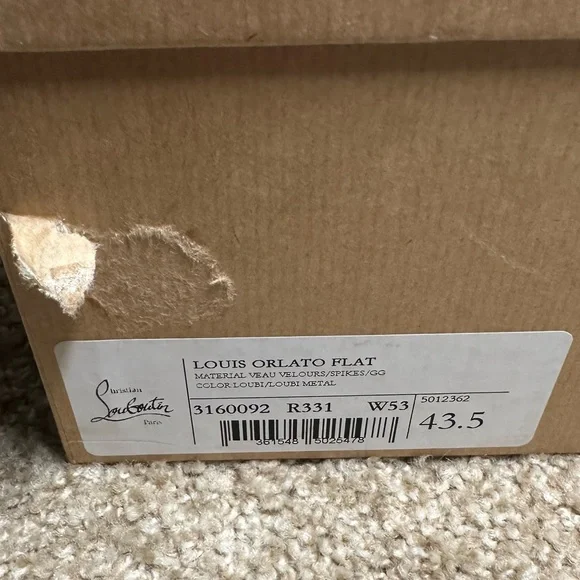 Christian
Louboutin
Paris
LOUIS ORLATO FLAT
MATERIAL VEAU VELOURS/SPIKES/GG
COLOR LOUBI/LOUBI METAL
3160092 R331 W53
5012362
43.5
361548 5025478